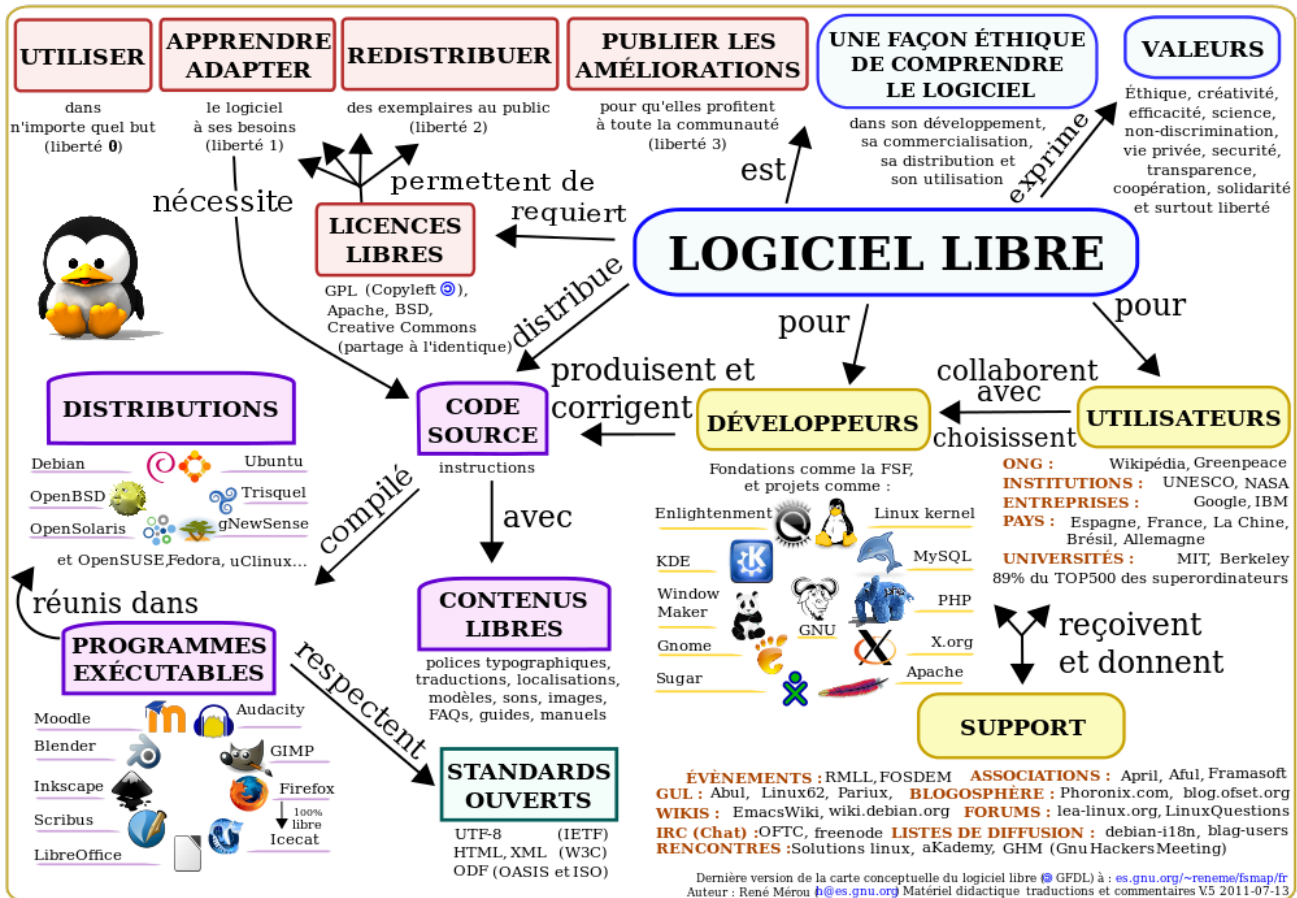 UTILISER
dans
n'importe quel but
(liberté 0)
APPRENDRE
ADAPTER
le logiciel
à ses besoins
(liberté 1)
REDISTRIBUER
des exemplaires au public
(liberté 2)
PUBLIER LES
AMÉLIORATIONS
pour qu'elles profitent
à toute la communauté
(liberté 3)
UNE FAÇON ÉTHIQUE
DE COMPRENDRE
LE LOGICIEL
dans son développement,
sa commercialisation,
sa distribution et
son utilisation
VALEURS
Éthique, créativité,
efficacité, science,
non-discrimination,
vie privée, securité,
transparence,
coopération, solidarité
et surtout liberté
nécessite
permettent de
requiert
est
exprime
LICENCES
LIBRES
GPL (Copyleft),
Apache, BSD,
Creative Commons
(partage à l'identique)
LOGICIEL LIBRE
distribue
pour
pour
produisent et
corrigent
collaborent
avec
choisissent
DISTRIBUTIONS
Debian
Ubuntu
OpenBSD
Trisquel
OpenSolaris
gNewSense
et OpenSUSE,Fedora, uClinux...
réunis dans
compilé
CODE
SOURCE
instructions
avec
DÉVELOPPEURS
Fondations comme la FSF,
et projets comme :
Enlightenment
Linux kernel
KDE
MySQL
Window
Maker
GNU
PHP
Gnome
X.org
Sugar
Apache
UTILISATEURS
ONG : Wikipédia, Greenpeace
INSTITUTIONS : UNESCO, NASA
ENTREPRISES : Google, IBM
PAYS : Espagne, France, La Chine,
Brésil, Allemagne
UNIVERSITÉS : MIT, Berkeley
89% du TOP500 des superordinateurs
reçoivent
et donnent
PROGRAMMES
EXÉCUTABLES
Moodle
Audacity
Blender
GIMP
Inkscape
Firefox
100%
libre
Scribus
Icecat
LibreOffice
respectent
CONTENUS
LIBRES
polices typographiques,
traductions, localisations,
modèles, sons, images,
FAQs, guides, manuels
STANDARDS
OUVERTS
UTF-8 (IETF)
HTML, XML (W3C)
ODF (OASIS et ISO)
SUPPORT
ÉVÈNEMENTS : RMLL, FOSDEM ASSOCIATIONS : April, Aful, Framasoft
GUL : Abul, Linux62, Pariux, BLOGOSPHÈRE : Phoronix.com, blog.ofset.org
WIKIS : EmacsWiki, wiki.debian.org FORUMS : lea-linux.org, LinuxQuestions
IRC (Chat) :OFTC, freenode LISTES DE DIFFUSION : debian-i18n, blag-users
RENCONTRES :Solutions linux, aKademy, GHM (GnuHackersMeeting)
Dernière version de la carte conceptuelle du logiciel libre (GFDL) à : es.gnu.org/~reneme/fsmap/fr
Auteur : René Mérou (h@es.gnu.org) Matériel didactique traductions et commentaires V.5 2011-07-13